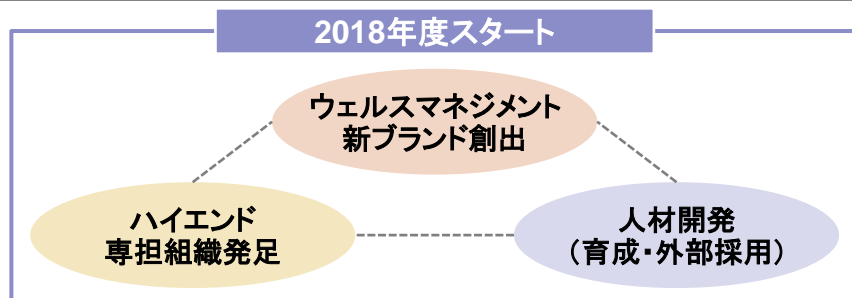 2018年度スタート
ウェルスマネジメント
新ブランド創出
ハイエンド
専担組織発足
人材開発
（育成・外部採用）